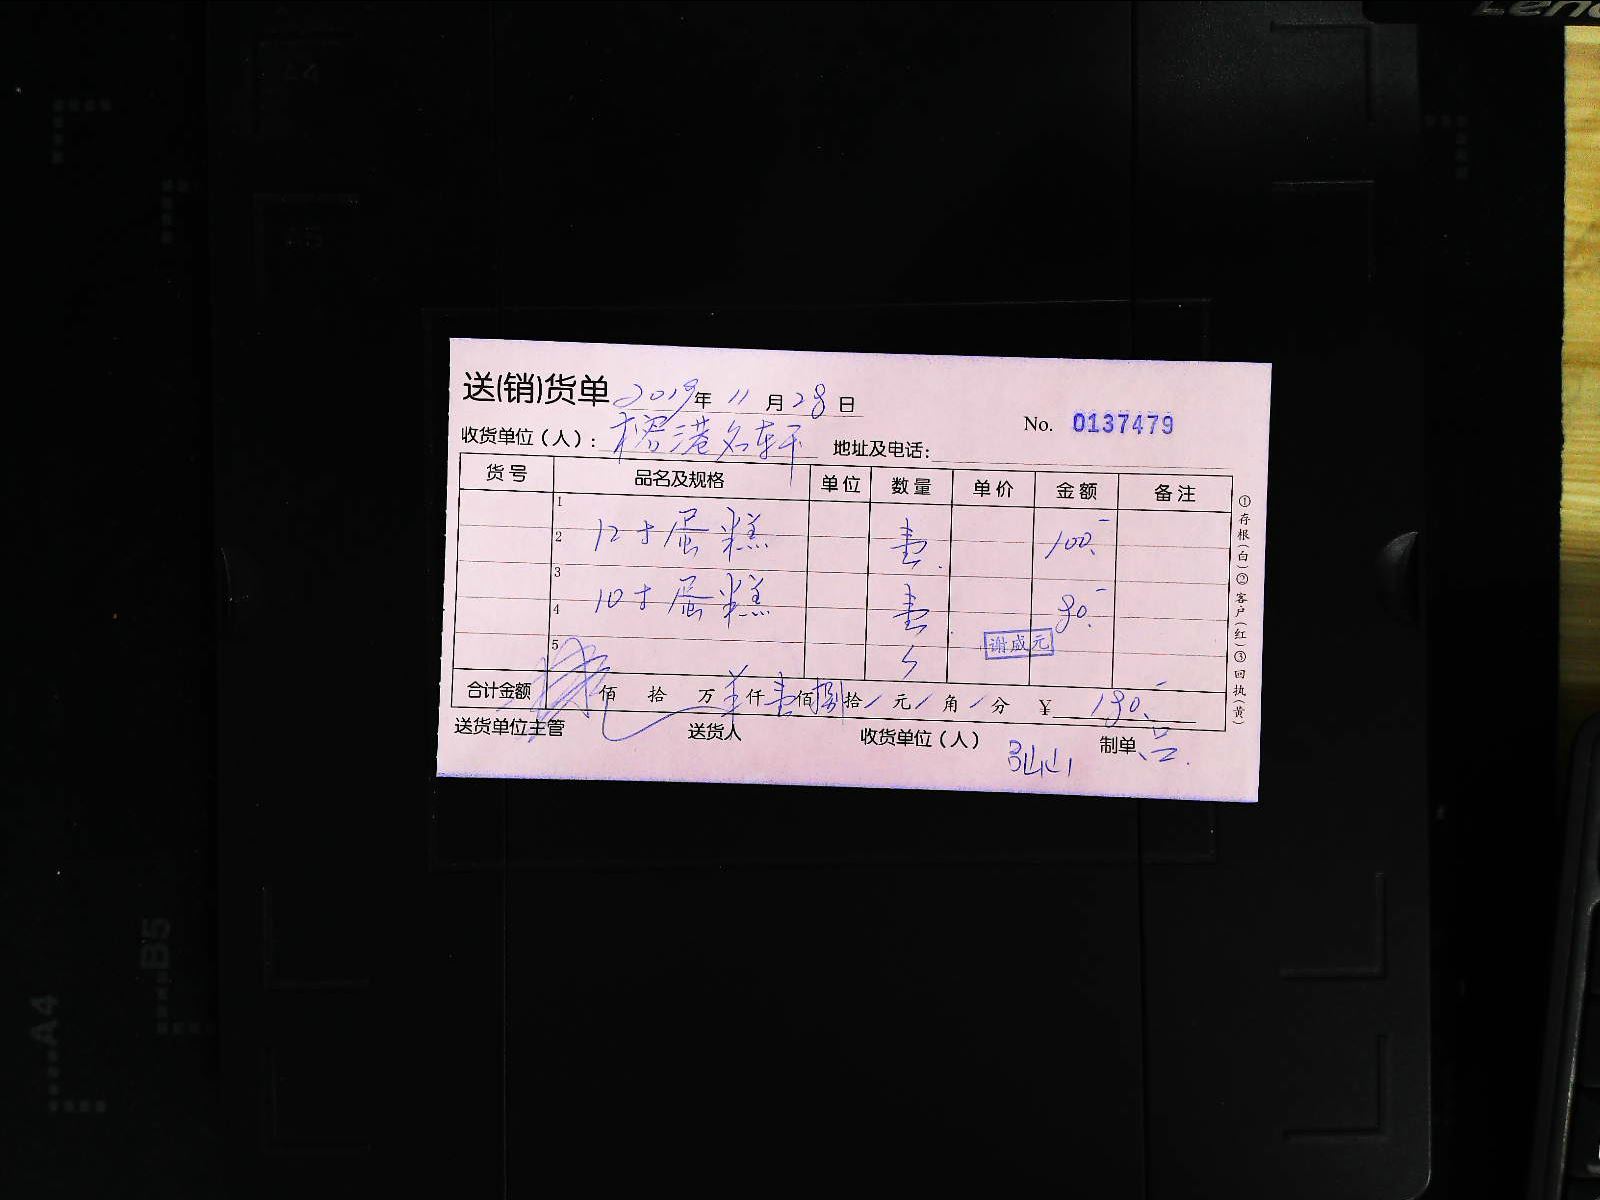 送(销)货单 2019年 11 月 28 日
No. 0137479
收货单位(人): 榕港名轩 地址及电话:
货号 品名及规格 单位 数量 单价 金额 备注
1
2 12寸蛋糕 壹. 100.-
3
4 10寸蛋糕 壹. 80.-
谢咸元
5
合计金额 佰 拾 万 仟壹佰捌拾/元/角/分 ¥ 180.-
送货单位主管 送货人 收货单位(人) 制单
①存根(白)②客户(红)③回执(黄)
A4
B5
Leno